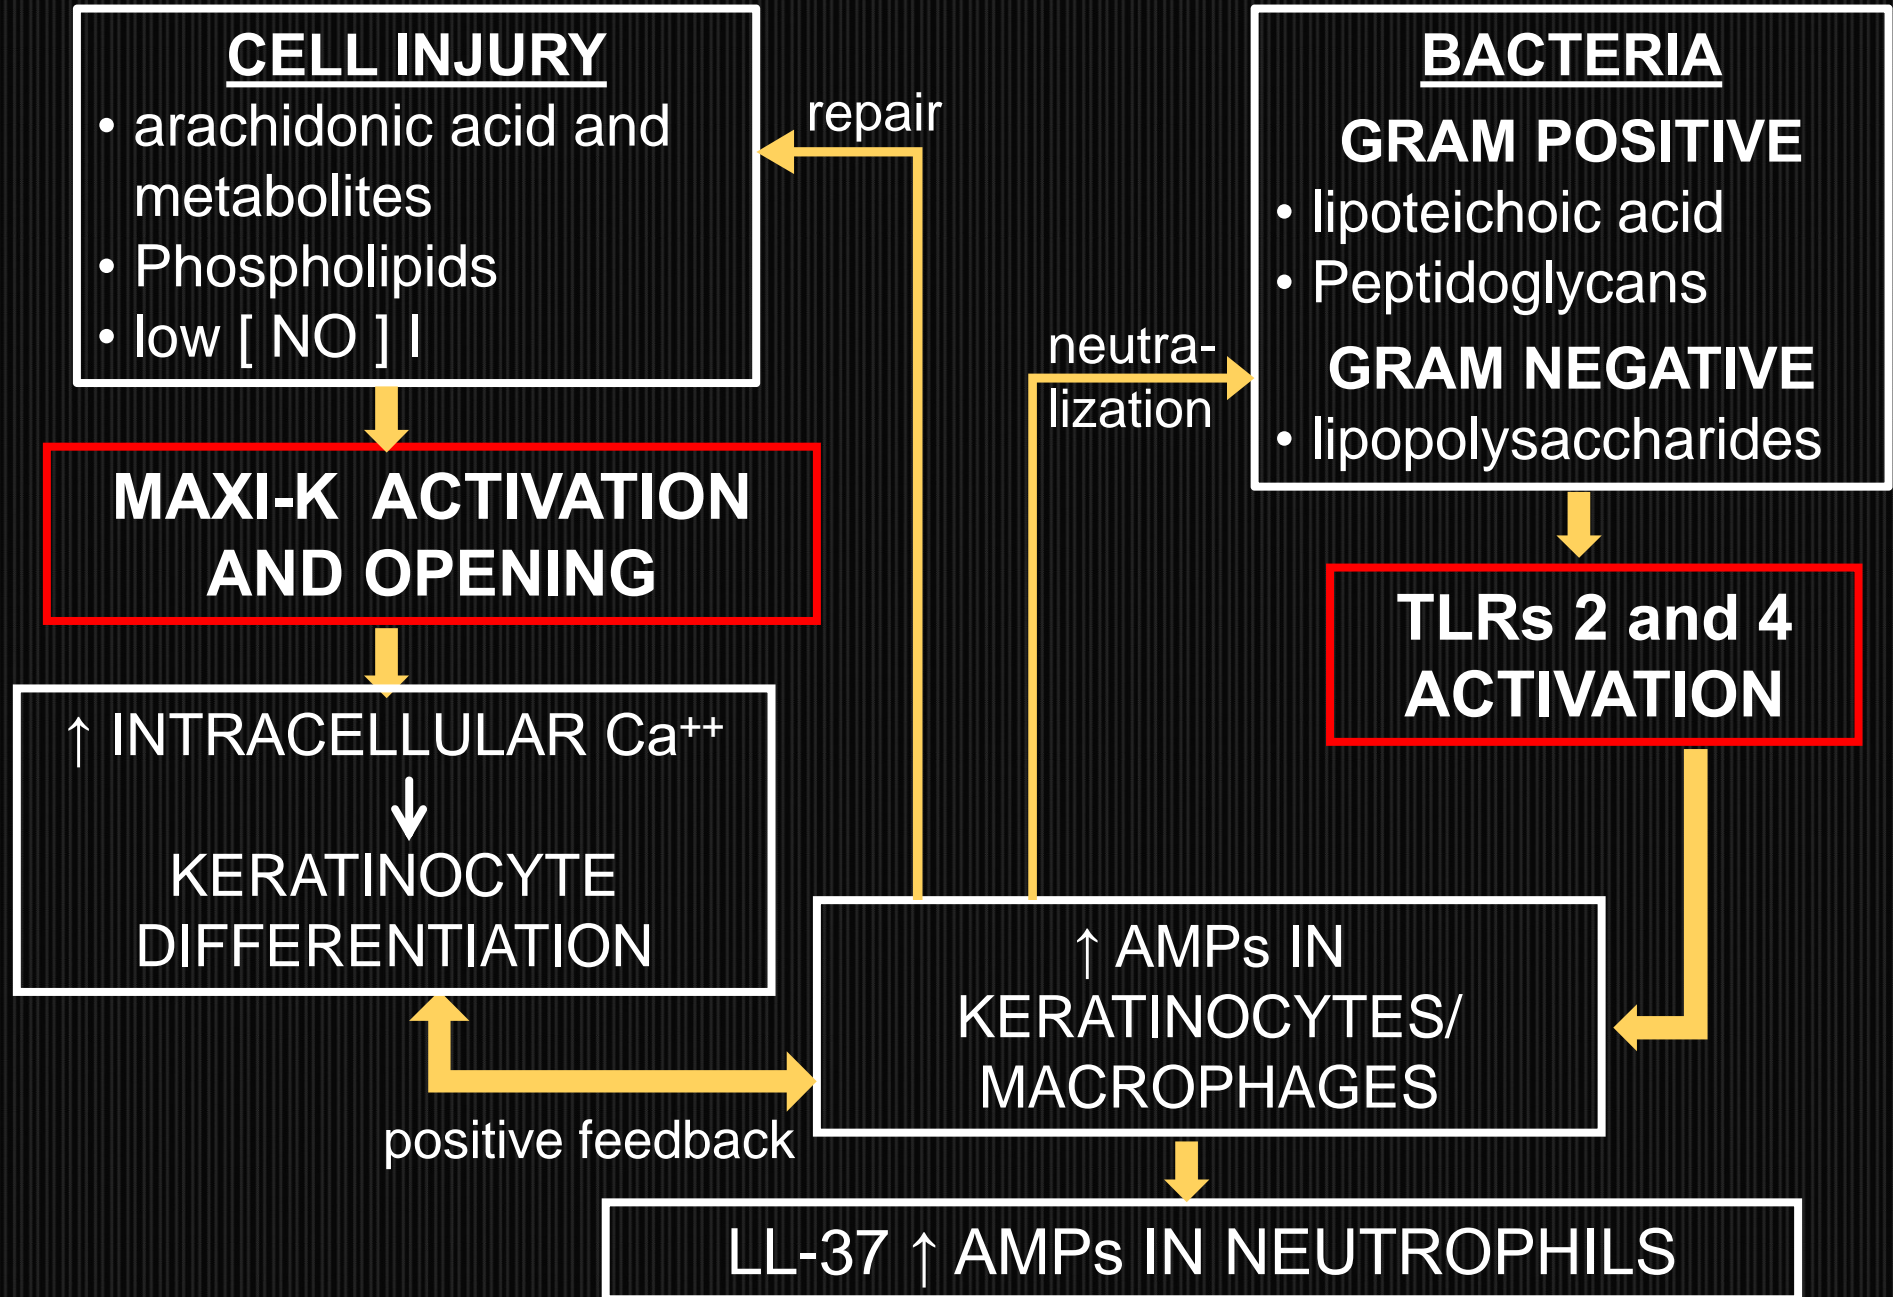 CELL INJURY
• arachidonic acid and
metabolites
• Phospholipids
• low [ NO ] I
repair
BACTERIA
GRAM POSITIVE
• lipoteichoic acid
• Peptidoglycans
GRAM NEGATIVE
• lipopolysaccharides
neutra-
lization
MAXI-K ACTIVATION
AND OPENING
TLRs 2 and 4
ACTIVATION
↑ INTRACELLULAR Ca⁺⁺
KERATINOCYTE
DIFFERENTIATION
↑ AMPs IN
KERATINOCYTES/
MACROPHAGES
positive feedback
LL-37 ↑ AMPs IN NEUTROPHILS